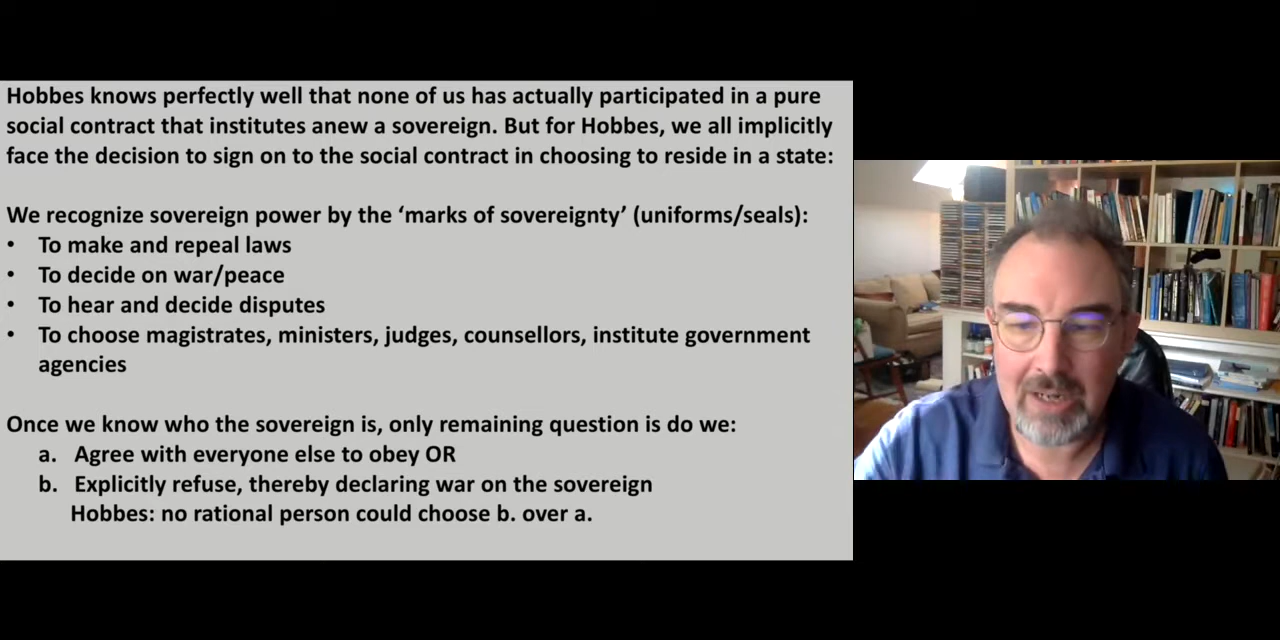 Hobbes knows perfectly well that none of us has actually participated in a pure
social contract that institutes anew a sovereign. But for Hobbes, we all implicitly
face the decision to sign on to the social contract in choosing to reside in a state:
We recognize sovereign power by the ‘marks of sovereignty’ (uniforms/seals):
• To make and repeal laws
• To decide on war/peace
• To hear and decide disputes
• To choose magistrates, ministers, judges, counsellors, institute government
agencies
Once we know who the sovereign is, only remaining question is do we:
a. Agree with everyone else to obey OR
b. Explicitly refuse, thereby declaring war on the sovereign
Hobbes: no rational person could choose b. over a.